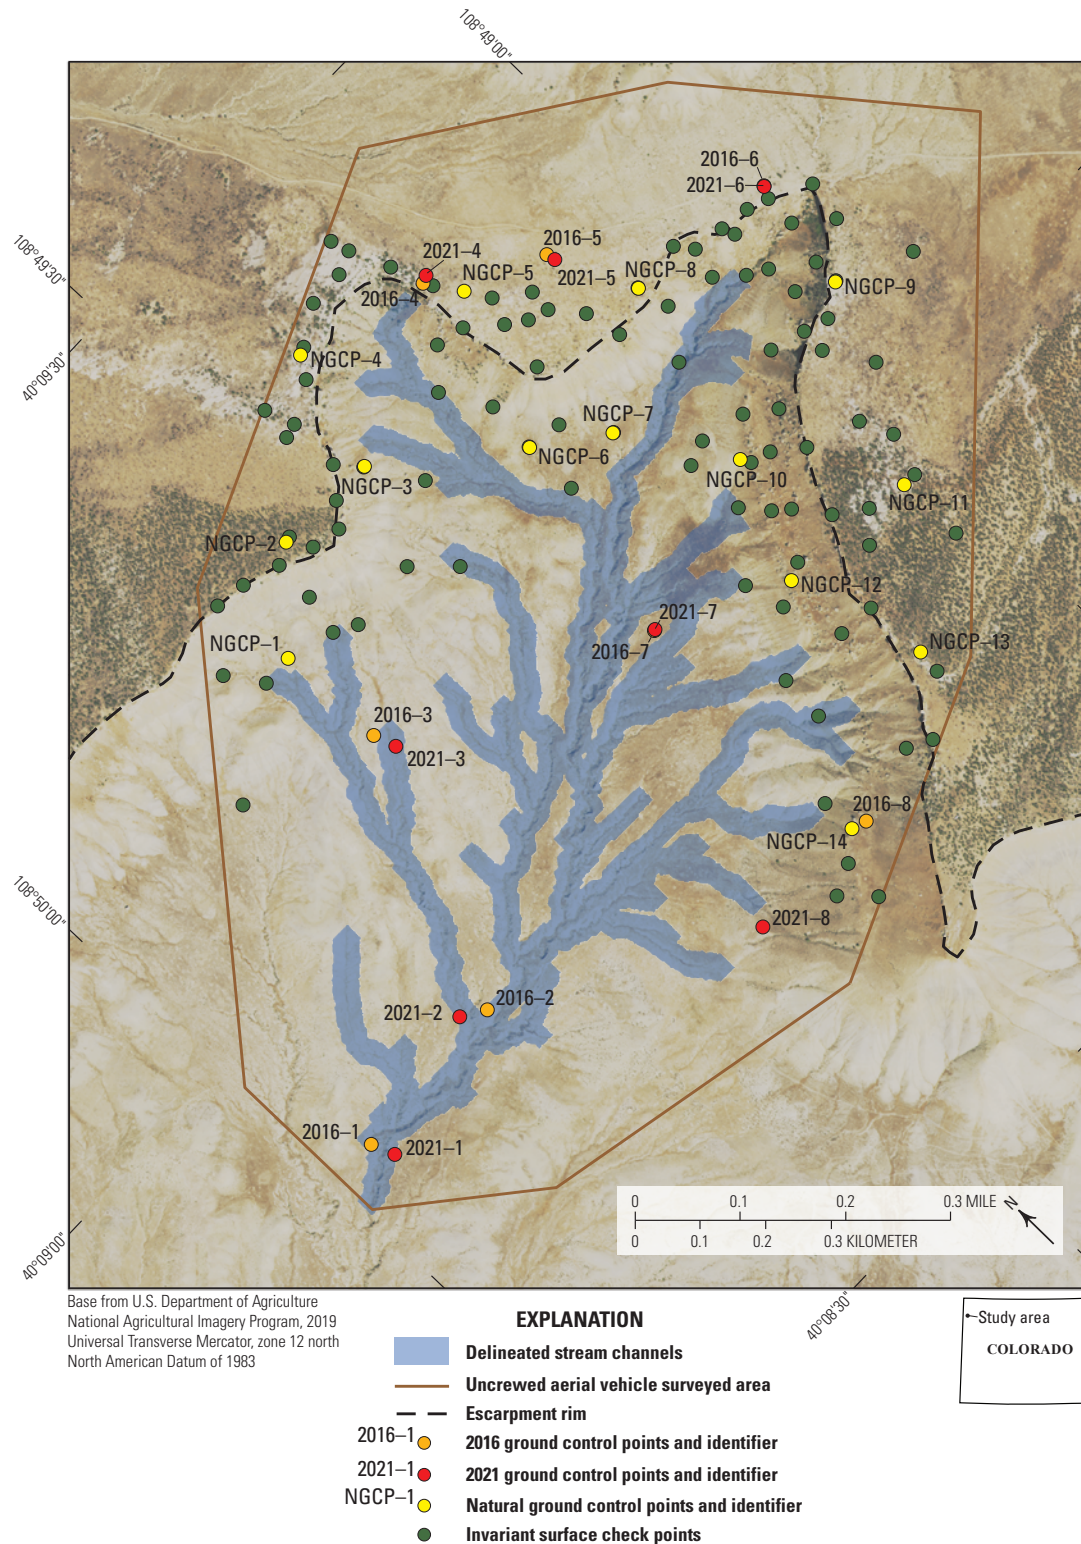 108°49'00"
2016–6
2021–6
2021–4
2016–5
108°49'30"
NGCP–5
2021–5
NGCP–8
2016–4
NGCP–9
NGCP–4
40°09'30"
NGCP–7
NGCP–6
NGCP–3
NGCP–10
NGCP–11
NGCP–2
NGCP–12
2021–7
2016–7
NGCP–1
NGCP–13
2016–3
2021–3
2016–8
NGCP–14
108°50'00"
2021–8
2016–2
2021–2
2016–1
2021–1
0 0.1 0.2 0.3 MILE
N
0 0.1 0.2 0.3 KILOMETER
40°09'00"
40°08'30"
Base from U.S. Department of Agriculture
National Agricultural Imagery Program, 2019
Universal Transverse Mercator, zone 12 north
North American Datum of 1983
EXPLANATION
Delineated stream channels
Uncrewed aerial vehicle surveyed area
Escarpment rim
2016–1 2016 ground control points and identifier
2021–1 2021 ground control points and identifier
NGCP–1 Natural ground control points and identifier
Invariant surface check points
Study area
COLORADO